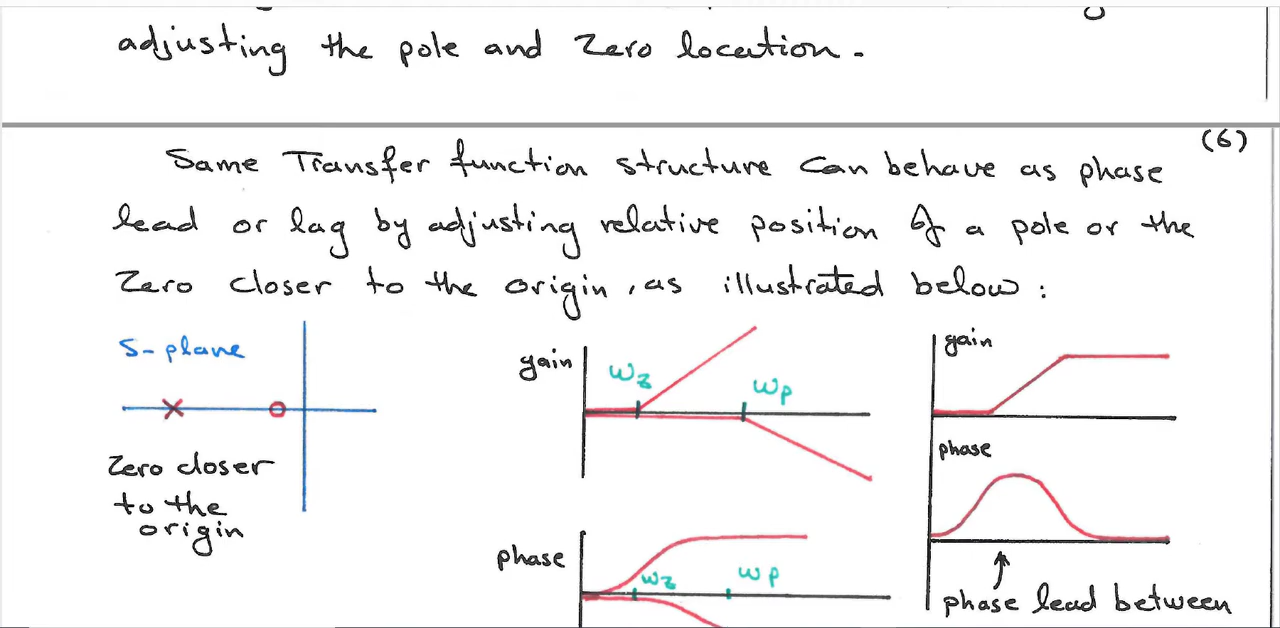 adjusting the pole and zero location.
(6)
Same Transfer function structure can behave as phase
lead or lag by adjusting relative position of a pole or the
zero closer to the origin, as illustrated below:
S-plane
Zero closer
to the
origin
gain
ωz
ωp
phase
ωz
ωp
gain
phase
phase lead between